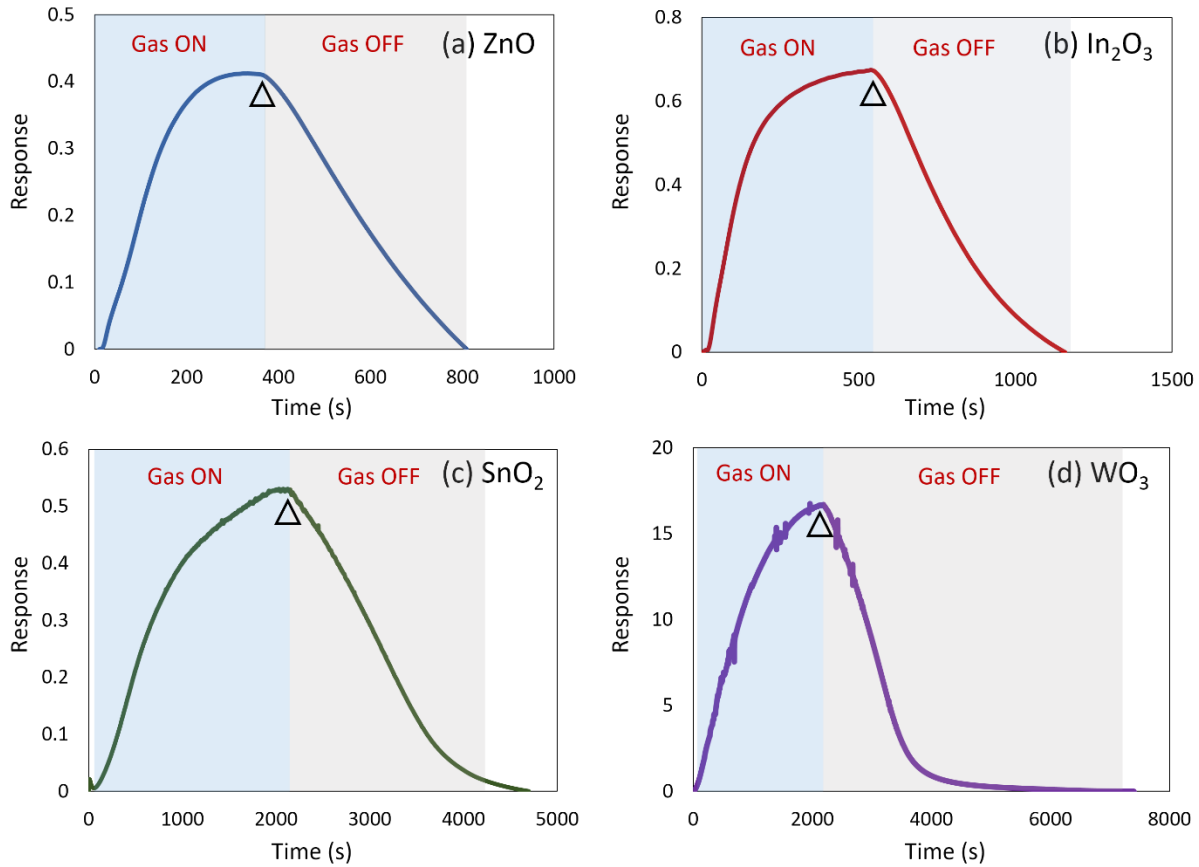 Gas ON
Gas OFF
(a) ZnO
Response
0.5
0.4
0.3
0.2
0.1
0
0 200 400 600 800 1000
Time (s)
Gas ON
Gas OFF
(b) In₂O₃
Response
0.8
0.6
0.4
0.2
0
0 500 1000 1500
Time (s)
Gas ON
Gas OFF
(c) SnO₂
Response
0.6
0.5
0.4
0.3
0.2
0.1
0
0 1000 2000 3000 4000 5000
Time (s)
Gas ON
Gas OFF
(d) WO₃
Response
20
15
10
5
0
0 2000 4000 6000 8000
Time (s)